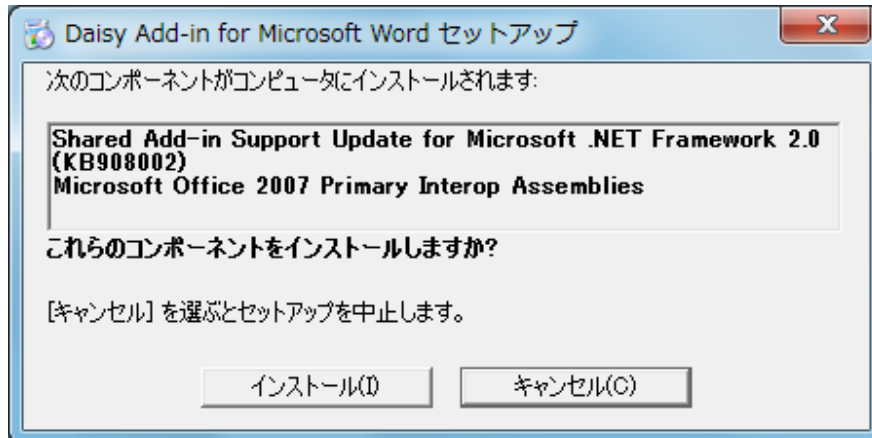 Daisy Add-in for Microsoft Word セットアップ
次のコンポーネントがコンピュータにインストールされます:
Shared Add-in Support Update for Microsoft .NET Framework 2.0
(KB908002)
Microsoft Office 2007 Primary Interop Assemblies
これらのコンポーネントをインストールしますか?
[キャンセル] を選ぶとセットアップを中止します。
インストール(I) キャンセル(C)